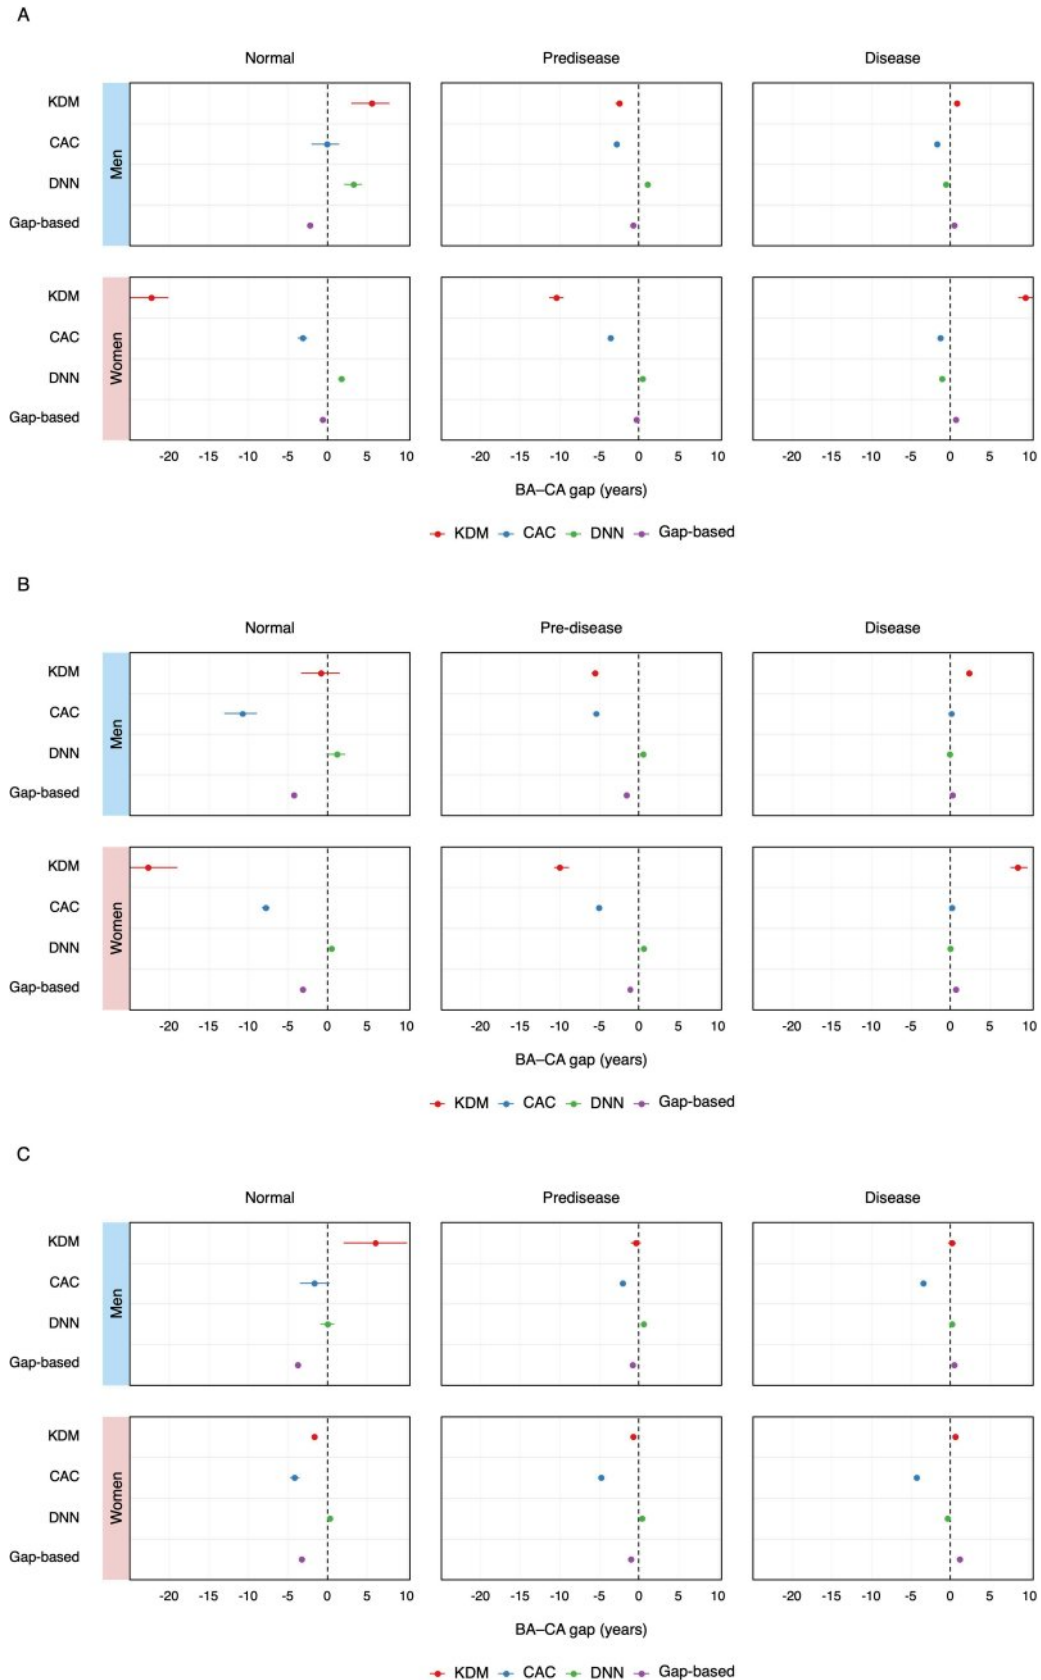 A
Normal Predisease Disease
Men
KDM
CAC
DNN
Gap-based
Women
KDM
CAC
DNN
Gap-based
-20 -15 -10 -5 0 5 10 -20 -15 -10 -5 0 5 10 -20 -15 -10 -5 0 5 10
BA–CA gap (years)
KDM CAC DNN Gap-based
B
Normal Pre-disease Disease
Men
KDM
CAC
DNN
Gap-based
Women
KDM
CAC
DNN
Gap-based
-20 -15 -10 -5 0 5 10 -20 -15 -10 -5 0 5 10 -20 -15 -10 -5 0 5 10
BA–CA gap (years)
KDM CAC DNN Gap-based
C
Normal Predisease Disease
Men
KDM
CAC
DNN
Gap-based
Women
KDM
CAC
DNN
Gap-based
-20 -15 -10 -5 0 5 10 -20 -15 -10 -5 0 5 10 -20 -15 -10 -5 0 5 10
BA–CA gap (years)
KDM CAC DNN Gap-based